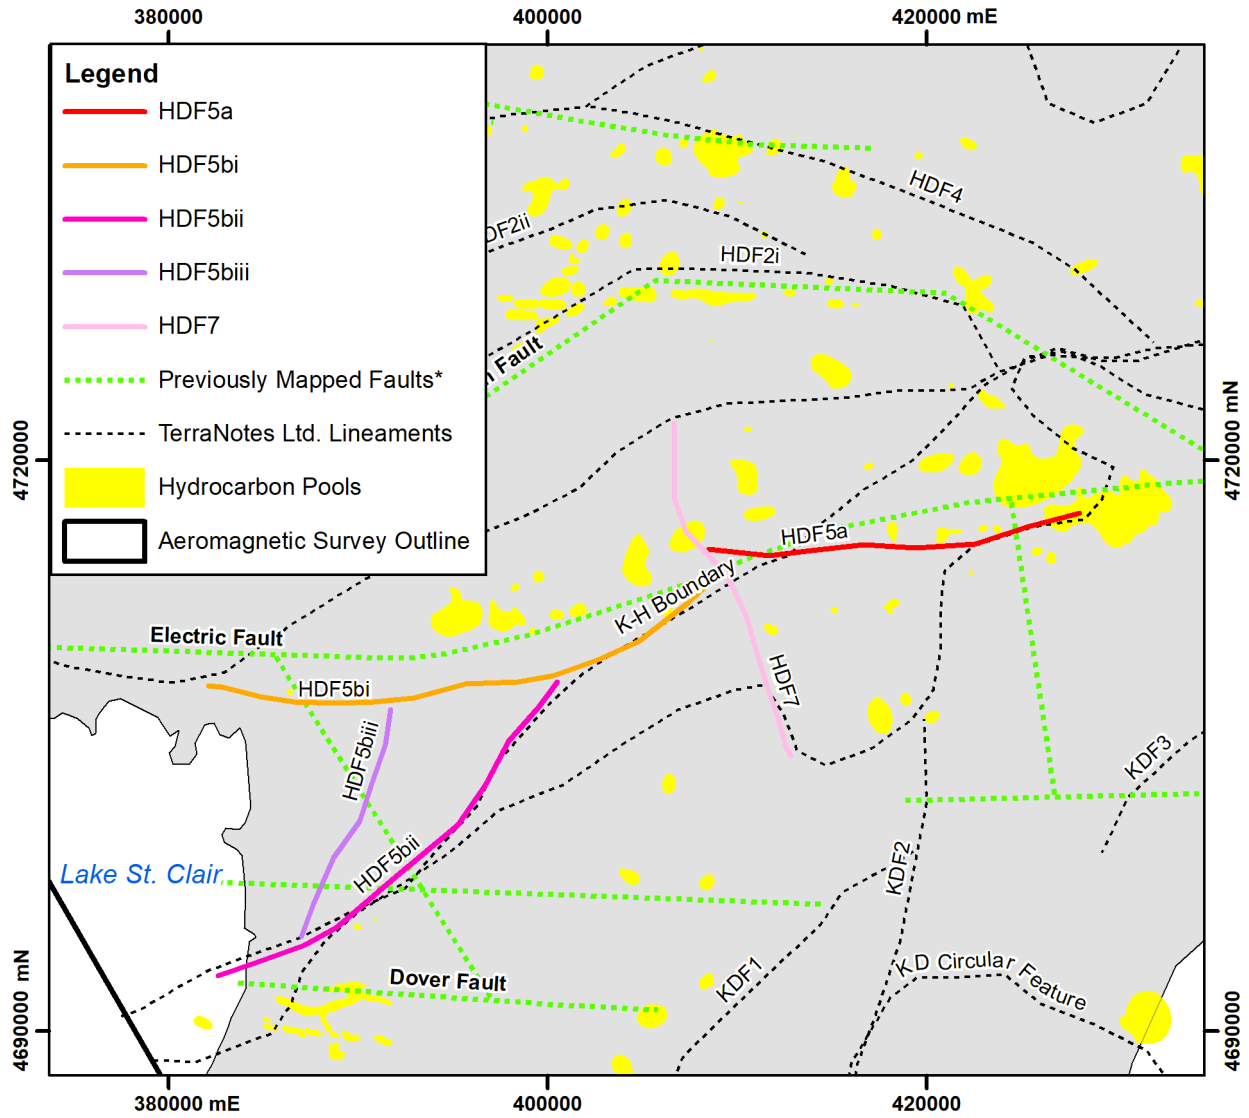 380000
400000
420000 mE
Legend
HDF5a
HDF5bi
HDF5bii
HDF5biii
HDF7
Previously Mapped Faults*
TerraNotes Ltd. Lineaments
Hydrocarbon Pools
Aeromagnetic Survey Outline
HDF4
DF2ii
HDF2i
n Fault
4720000
4720000 mN
HDF5a
K-H Boundary
Electric Fault
HDF5bi
HDF7
HDF5biii
KDF3
HDF5bii
KDF2
Lake St. Clair
KDF1
KD Circular Feature
Dover Fault
4690000 mN
4690000
380000 mE
400000
420000